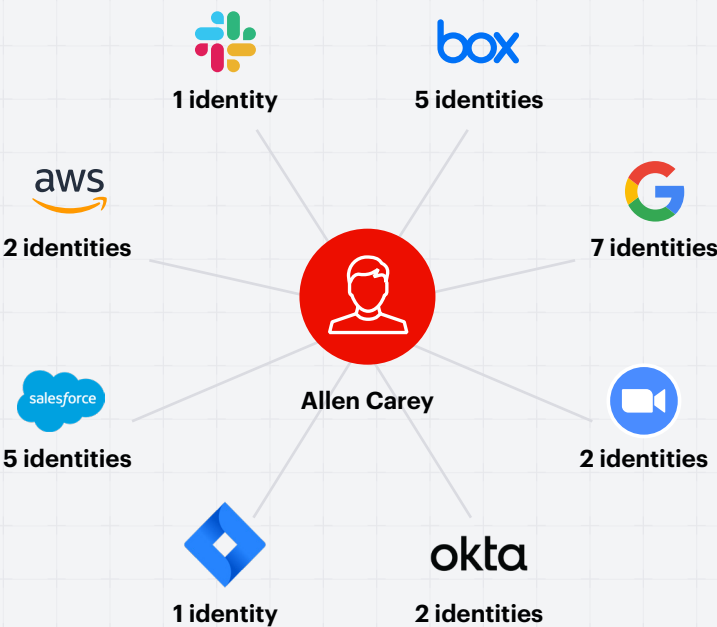 box
1 identity
5 identities
aws
2 identities
7 identities
Allen Carey
salesforce
5 identities
2 identities
okta
1 identity
2 identities